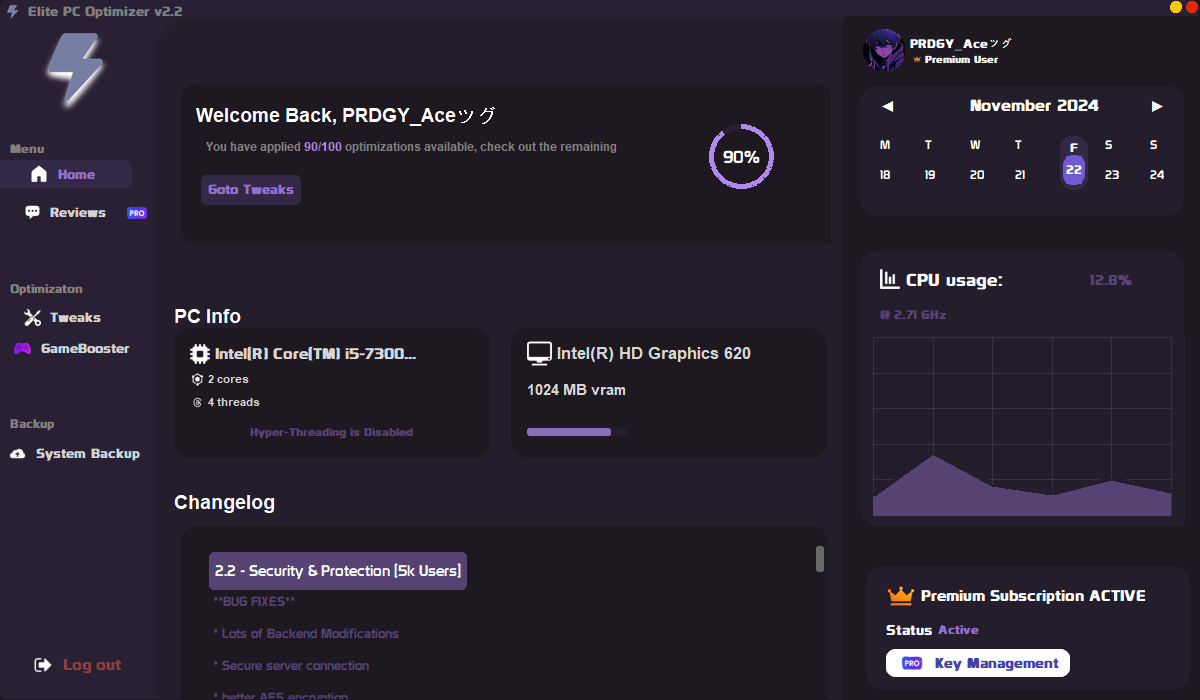 Elite PC Optimizer v2.2
Menu
Home
Reviews PRO
Optimizaton
Tweaks
GameBooster
Backup
System Backup
Log out
Welcome Back, PRDGY_Aceツグ
You have applied 90/100 optimizations available, check out the remaining
Goto Tweaks
90%
PC Info
Intel(R) Core(TM) i5-7300...
2 cores
4 threads
Hyper-Threading is Disabled
Intel(R) HD Graphics 620
1024 MB vram
Changelog
2.2 - Security & Protection [5k Users]
**BUG FIXES**
* Lots of Backend Modifications
* Secure server connection
* better AES encryption
PRDGY_Aceツグ
Premium User
◀ November 2024 ▶
M T W T F S S
18 19 20 21 22 23 24
CPU usage: 12.8%
@ 2.71 GHz
Premium Subscription ACTIVE
Status Active
PRO Key Management